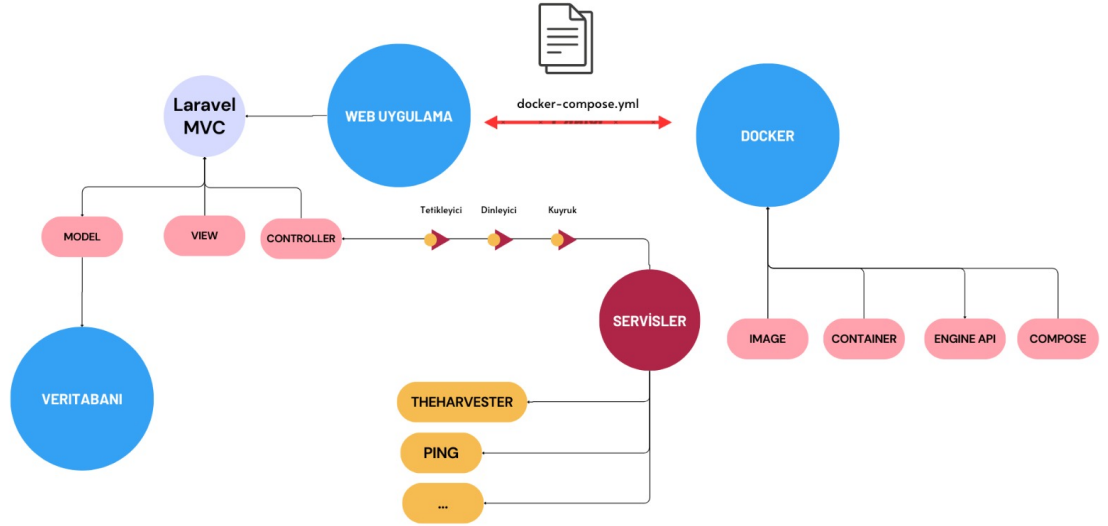 docker-compose.yml
Laravel
MVC
WEB UYGULAMA
DOCKER
Tetikleyici
Dinleyici
Kuyruk
MODEL
VIEW
CONTROLLER
SERVİSLER
IMAGE
CONTAINER
ENGINE API
COMPOSE
VERITABANI
THEHARVESTER
PING
...